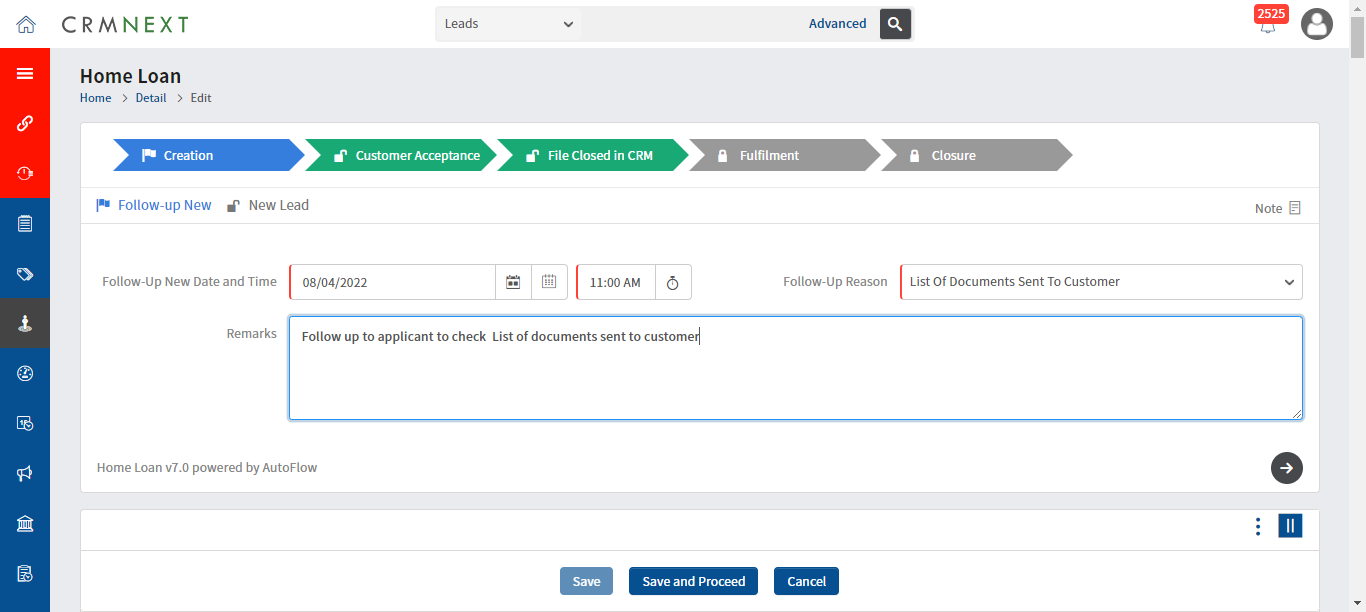 CRMNEXT
Leads
Advanced
2525
Home Loan
Home > Detail > Edit
Creation
Customer Acceptance
File Closed in CRM
Fulfilment
Closure
Follow-up New
New Lead
Note
Follow-Up New Date and Time
08/04/2022
11:00 AM
Follow-Up Reason
List Of Documents Sent To Customer
Remarks
Follow up to applicant to check  List of documents sent to customer
Home Loan v7.0 powered by AutoFlow
Save
Save and Proceed
Cancel